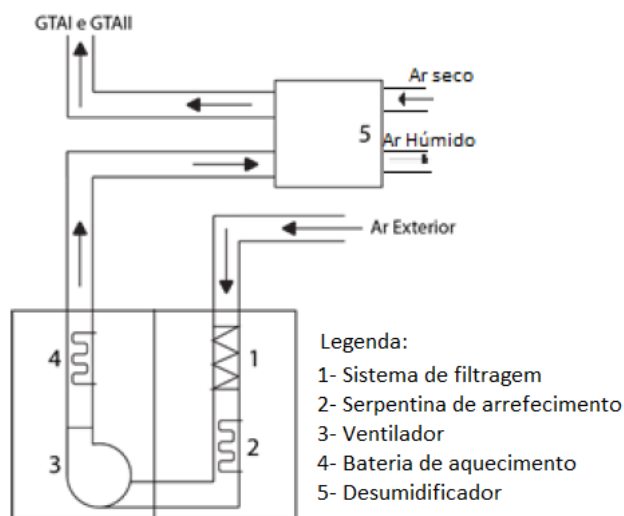 GTAI e GTAII
Ar seco
5
Ar Húmido
Ar Exterior
4
1
3
2
Legenda:
1- Sistema de filtragem
2- Serpentina de arrefecimento
3- Ventilador
4- Bateria de aquecimento
5- Desumidificador